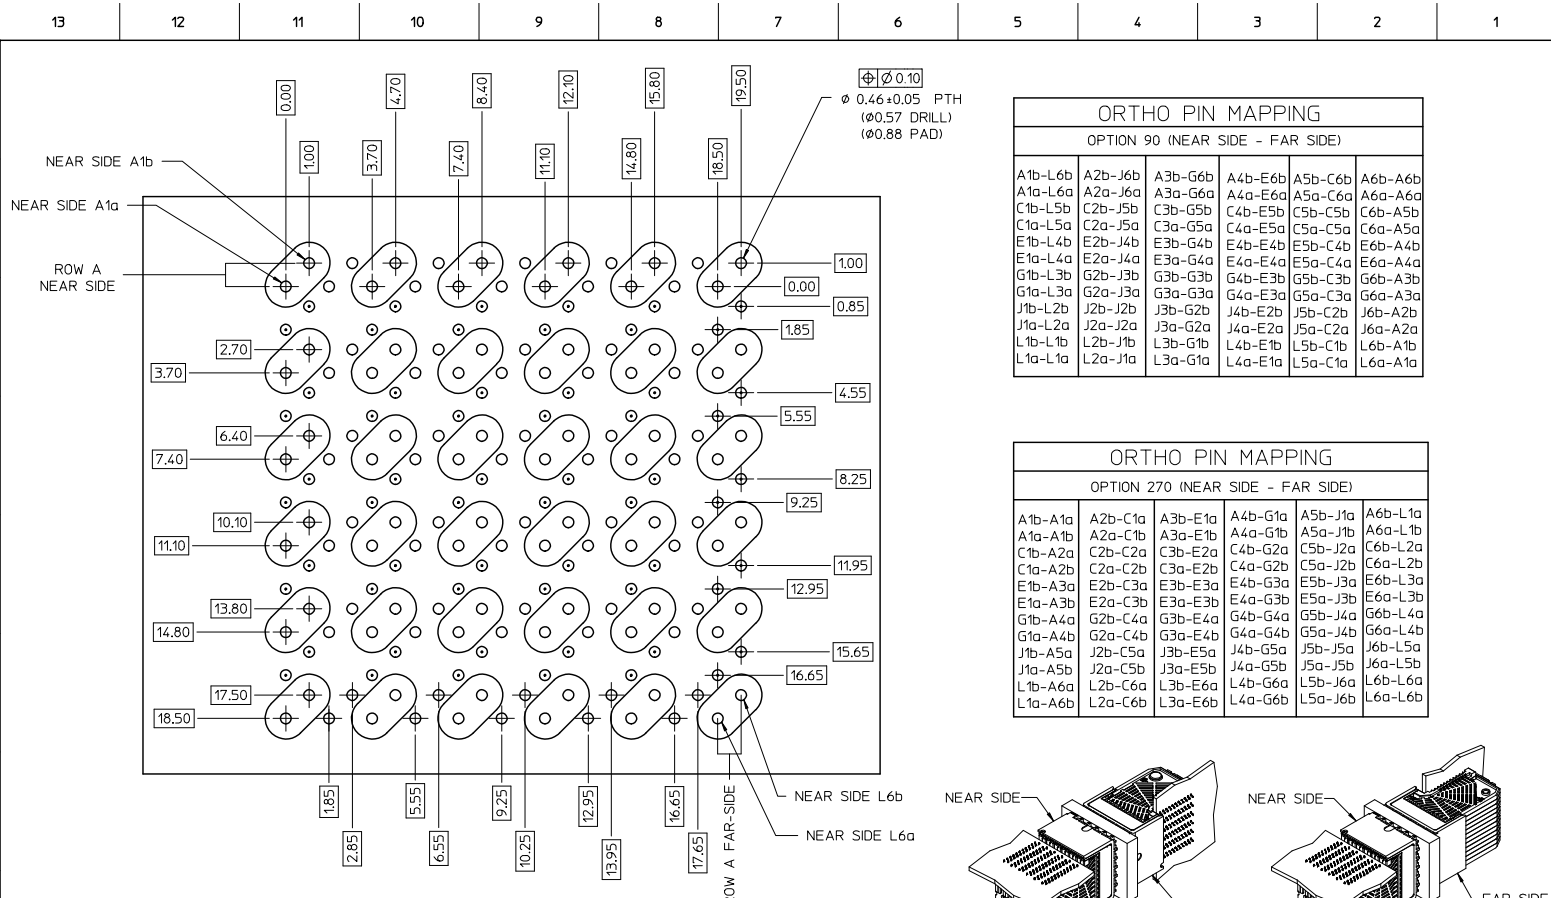 13 12 11 10 9 8 7 6 5 4 3 2 1
0.00 4.70 8.40 12.10 15.80 19.50
1.00 3.70 7.40 11.10 14.80 18.50
⌖ Ø 0.10
Ø 0.46±0.05 PTH
(Ø0.57 DRILL)
(Ø0.88 PAD)
NEAR SIDE A1b
NEAR SIDE A1a
ROW A
NEAR SIDE
1.00
0.00
0.85
1.85
2.70
3.70
4.55
5.55
6.40
7.40
8.25
9.25
10.10
11.10
11.95
12.95
13.80
14.80
15.65
16.65
17.50
18.50
1.85 5.55 9.25 12.95 16.65
2.85 6.55 10.25 13.95 17.65
ROW A FAR-SIDE
NEAR SIDE L6b
NEAR SIDE L6a
ORTHO PIN MAPPING
OPTION 90 (NEAR SIDE - FAR SIDE)
A1b-L6b A2b-J6b A3b-G6b A4b-E6b A5b-C6b A6b-A6b
A1a-L6a A2a-J6a A3a-G6a A4a-E6a A5a-C6a A6a-A6a
C1b-L5b C2b-J5b C3b-G5b C4b-E5b C5b-C5b C6b-A5b
C1a-L5a C2a-J5a C3a-G5a C4a-E5a C5a-C5a C6a-A5a
E1b-L4b E2b-J4b E3b-G4b E4b-E4b E5b-C4b E6b-A4b
E1a-L4a E2a-J4a E3a-G4a E4a-E4a E5a-C4a E6a-A4a
G1b-L3b G2b-J3b G3b-G3b G4b-E3b G5b-C3b G6b-A3b
G1a-L3a G2a-J3a G3a-G3a G4a-E3a G5a-C3a G6a-A3a
J1b-L2b J2b-J2b J3b-G2b J4b-E2b J5b-C2b J6b-A2b
J1a-L2a J2a-J2a J3a-G2a J4a-E2a J5a-C2a J6a-A2a
L1b-L1b L2b-J1b L3b-G1b L4b-E1b L5b-C1b L6b-A1b
L1a-L1a L2a-J1a L3a-G1a L4a-E1a L5a-C1a L6a-A1a
ORTHO PIN MAPPING
OPTION 270 (NEAR SIDE - FAR SIDE)
A1b-A1a A2b-C1a A3b-E1a A4b-G1a A5b-J1a A6b-L1a
A1a-A1b A2a-C1b A3a-E1b A4a-G1b A5a-J1b A6a-L1b
C1b-A2a C2b-C2a C3b-E2a C4b-G2a C5b-J2a C6b-L2a
C1a-A2b C2a-C2b C3a-E2b C4a-G2b C5a-J2b C6a-L2b
E1b-A3a E2b-C3a E3b-E3a E4b-G3a E5b-J3a E6b-L3a
E1a-A3b E2a-C3b E3a-E3b E4a-G3b E5a-J3b E6a-L3b
G1b-A4a G2b-C4a G3b-E4a G4b-G4a G5b-J4a G6b-L4a
G1a-A4b G2a-C4b G3a-E4b G4a-G4b G5a-J4b G6a-L4b
J1b-A5a J2b-C5a J3b-E5a J4b-G5a J5b-J5a J6b-L5a
J1a-A5b J2a-C5b J3a-E5b J4a-G5b J5a-J5b J6a-L5b
L1b-A6a L2b-C6a L3b-E6a L4b-G6a L5b-J6a L6b-L6a
L1a-A6b L2a-C6b L3a-E6b L4a-G6b L5a-J6b L6a-L6b
NEAR SIDE
NEAR SIDE
FAR SIDE